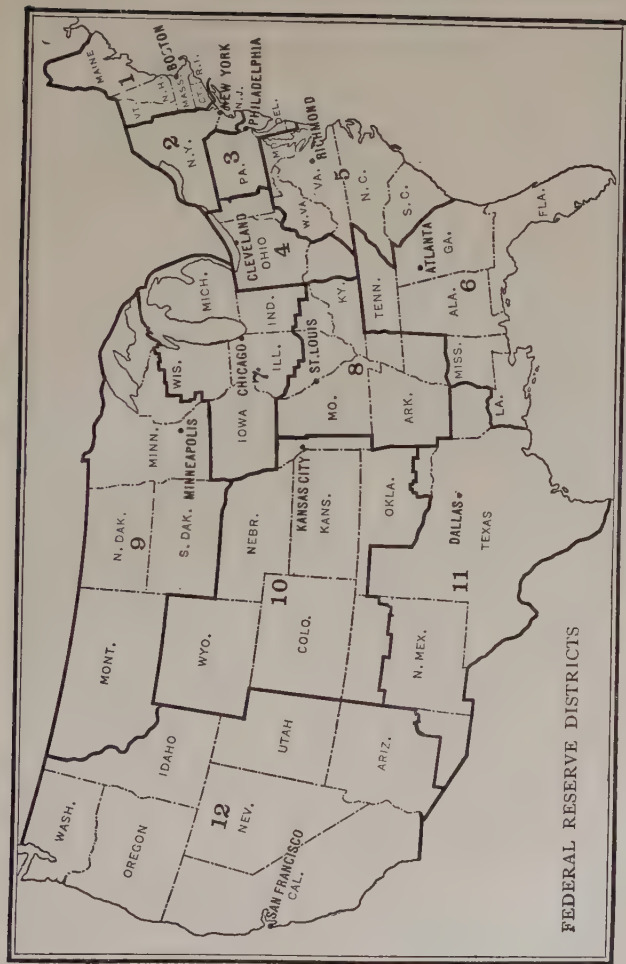 WASH.
OREGON
IDAHO
MONT.
N. DAK.
9
S. DAK.
MINN.
MINNEAPOLIS
WIS.
MICH.
12
NEV.
SAN FRANCISCO
CAL.
UTAH
ARIZ.
WYO.
10
COLO.
NEBR.
KANSAS CITY
KANS.
N. MEX.
OKLA.
DALLAS
TEXAS
11
IOWA
CHICAGO
7
ILL.
IND.
ST. LOUIS
MO.
8
KY.
ARK.
TENN.
MISS.
LA.
ALA.
6
ATLANTA
GA.
FLA.
CLEVELAND
OHIO
4
W.VA.
VA.
RICHMOND
5
N. C.
S. C.
MD.
DEL.
PA.
3
PHILADELPHIA
N.J.
NEW YORK
2
N.Y.
MAINE
1
VT.
N.H.
BOSTON
MASS.
CT.
R.I.
FEDERAL RESERVE DISTRICTS